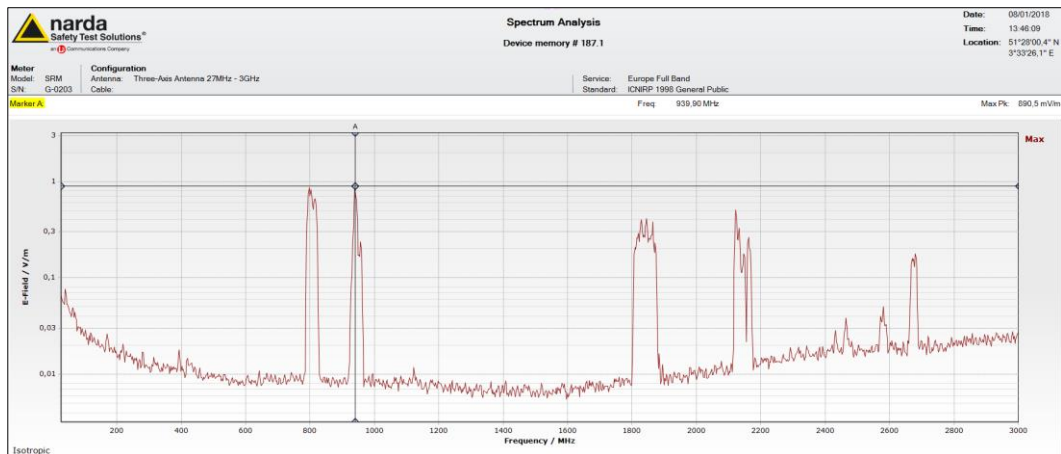 narda
Safety Test Solutions®
an L3 Communications Company
Spectrum Analysis
Device memory # 187.1
Date: 08/01/2018
Time: 13:46:09
Location: 51°28'00,4" N
3°33'26,1" E
Meter
Model: SRM
S/N: G-0203
Configuration
Antenna: Three-Axis Antenna 27MHz - 3GHz
Cable:
Service: Europe Full Band
Standard: ICNIRP 1998 General Public
Marker A: Freq: 939,90 MHz Max Pk: 890,5 mV/m
A
Max
3
1
0,3
0,1
0,03
0,01
E-Field / V/m
200 400 600 800 1000 1200 1400 1600 1800 2000 2200 2400 2600 2800 3000
Frequency / MHz
Isotropic